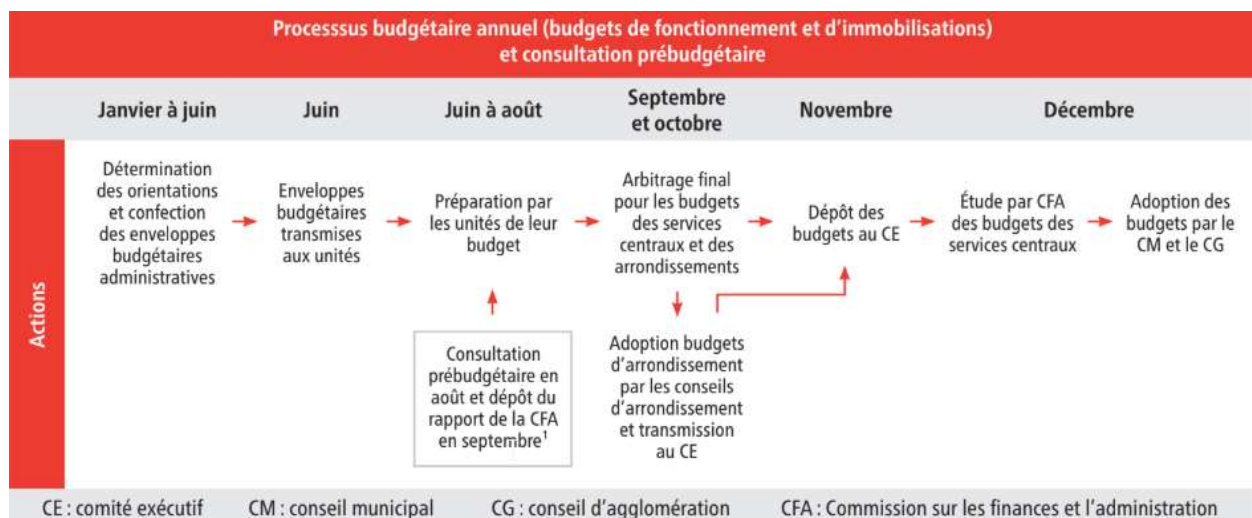 Processsus budgétaire annuel (budgets de fonctionnement et d'immobilisations)
et consultation prébudgétaire
Janvier à juin
Juin
Juin à août
Septembre
et octobre
Novembre
Décembre
Actions
Détermination
des orientations
et confection
des enveloppes
budgétaires
administratives
Enveloppes
budgétaires
transmises
aux unités
Préparation par
les unités de leur
budget
Arbitrage final
pour les budgets
des services
centraux et des
arrondissements
Dépôt des
budgets au CE
Étude par CFA
des budgets des
services centraux
Adoption des
budgets par le
CM et le CG
Consultation
prébudgétaire en
août et dépôt du
rapport de la CFA
en septembre¹
Adoption budgets
d'arrondissement
par les conseils
d'arrondissement
et transmission
au CE
CE : comité exécutif
CM : conseil municipal
CG : conseil d'agglomération
CFA : Commission sur les finances et l'administration